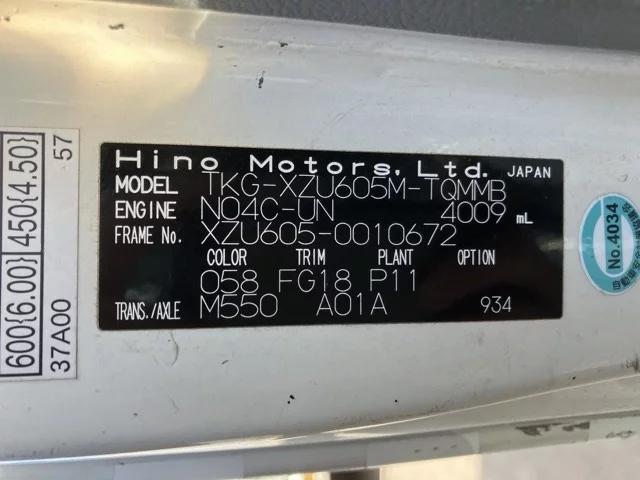 Hino Motors, Ltd. JAPAN
MODEL TKG-XZU605M-TQMMB
ENGINE N04C-UN 4009 mL
FRAME No. XZU605-0010672
COLOR TRIM PLANT OPTION
058 FG18 P11
TRANS./AXLE M550 A01A 934
600{6.00} 450{4.50}
37A00 57
No.4034